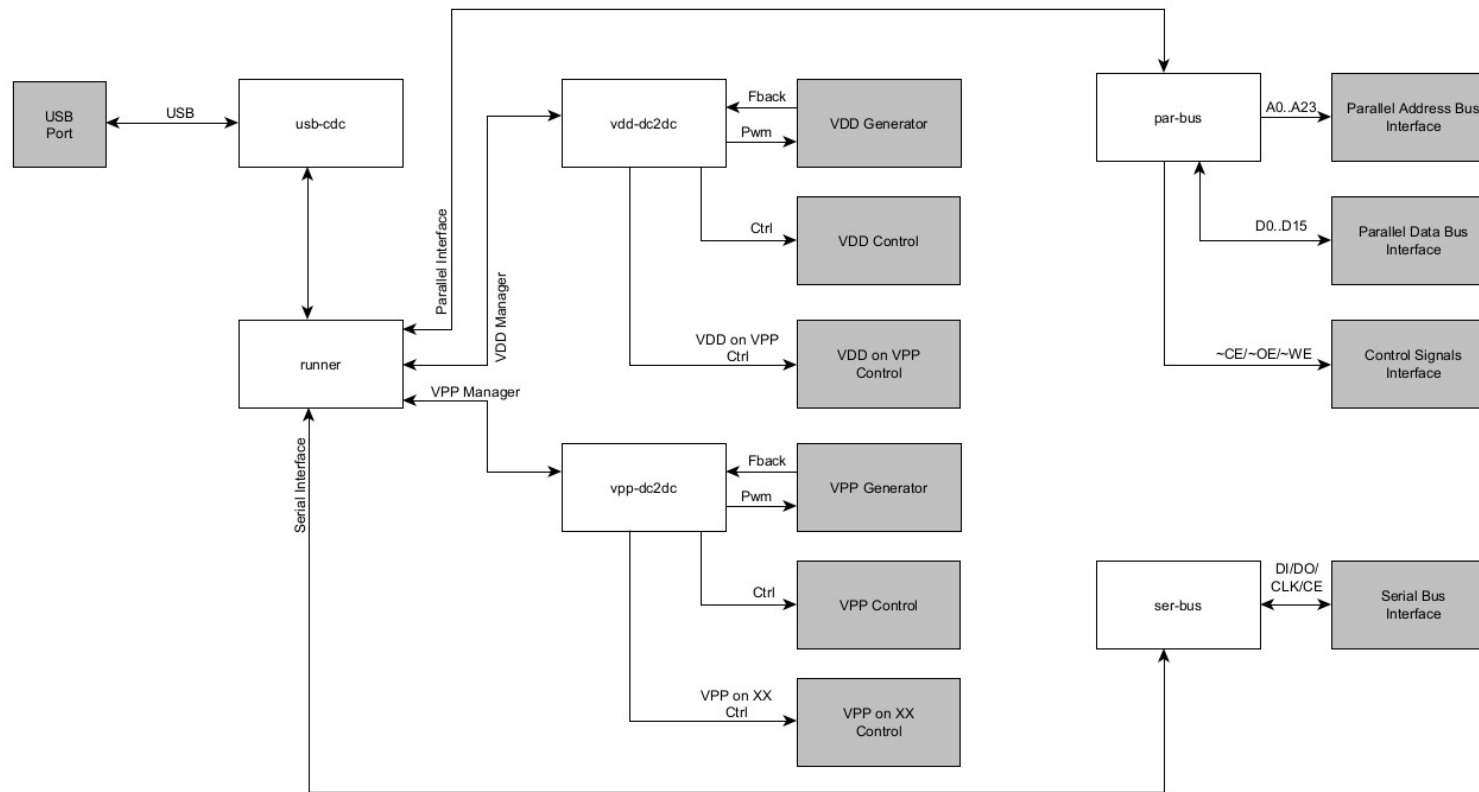 USB
Port
USB
usb-cdc
runner
Parallel Interface
VDD Manager
VPP Manager
Serial Interface
vdd-dc2dc
Fback
Pwm
VDD Generator
Ctrl
VDD Control
VDD on VPP
Ctrl
VDD on VPP
Control
vpp-dc2dc
Fback
Pwm
VPP Generator
Ctrl
VPP Control
VPP on XX
Ctrl
VPP on XX
Control
par-bus
A0..A23
Parallel Address Bus
Interface
D0..D15
Parallel Data Bus
Interface
~CE/~OE/~WE
Control Signals
Interface
ser-bus
DI/DO/
CLK/CE
Serial Bus
Interface